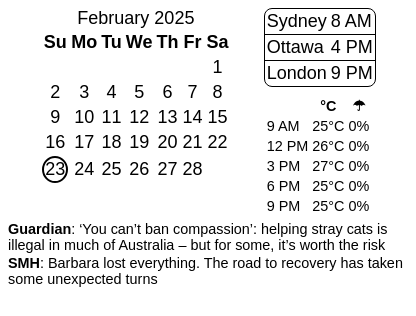 February 2025
Su Mo Tu We Th Fr Sa
1
2 3 4 5 6 7 8
9 10 11 12 13 14 15
16 17 18 19 20 21 22
23 24 25 26 27 28
Sydney 8 AM
Ottawa 4 PM
London 9 PM
°C ☂
9 AM 25°C 0%
12 PM 26°C 0%
3 PM 27°C 0%
6 PM 25°C 0%
9 PM 25°C 0%
Guardian: ‘You can’t ban compassion’: helping stray cats is
illegal in much of Australia – but for some, it’s worth the risk
SMH: Barbara lost everything. The road to recovery has taken
some unexpected turns